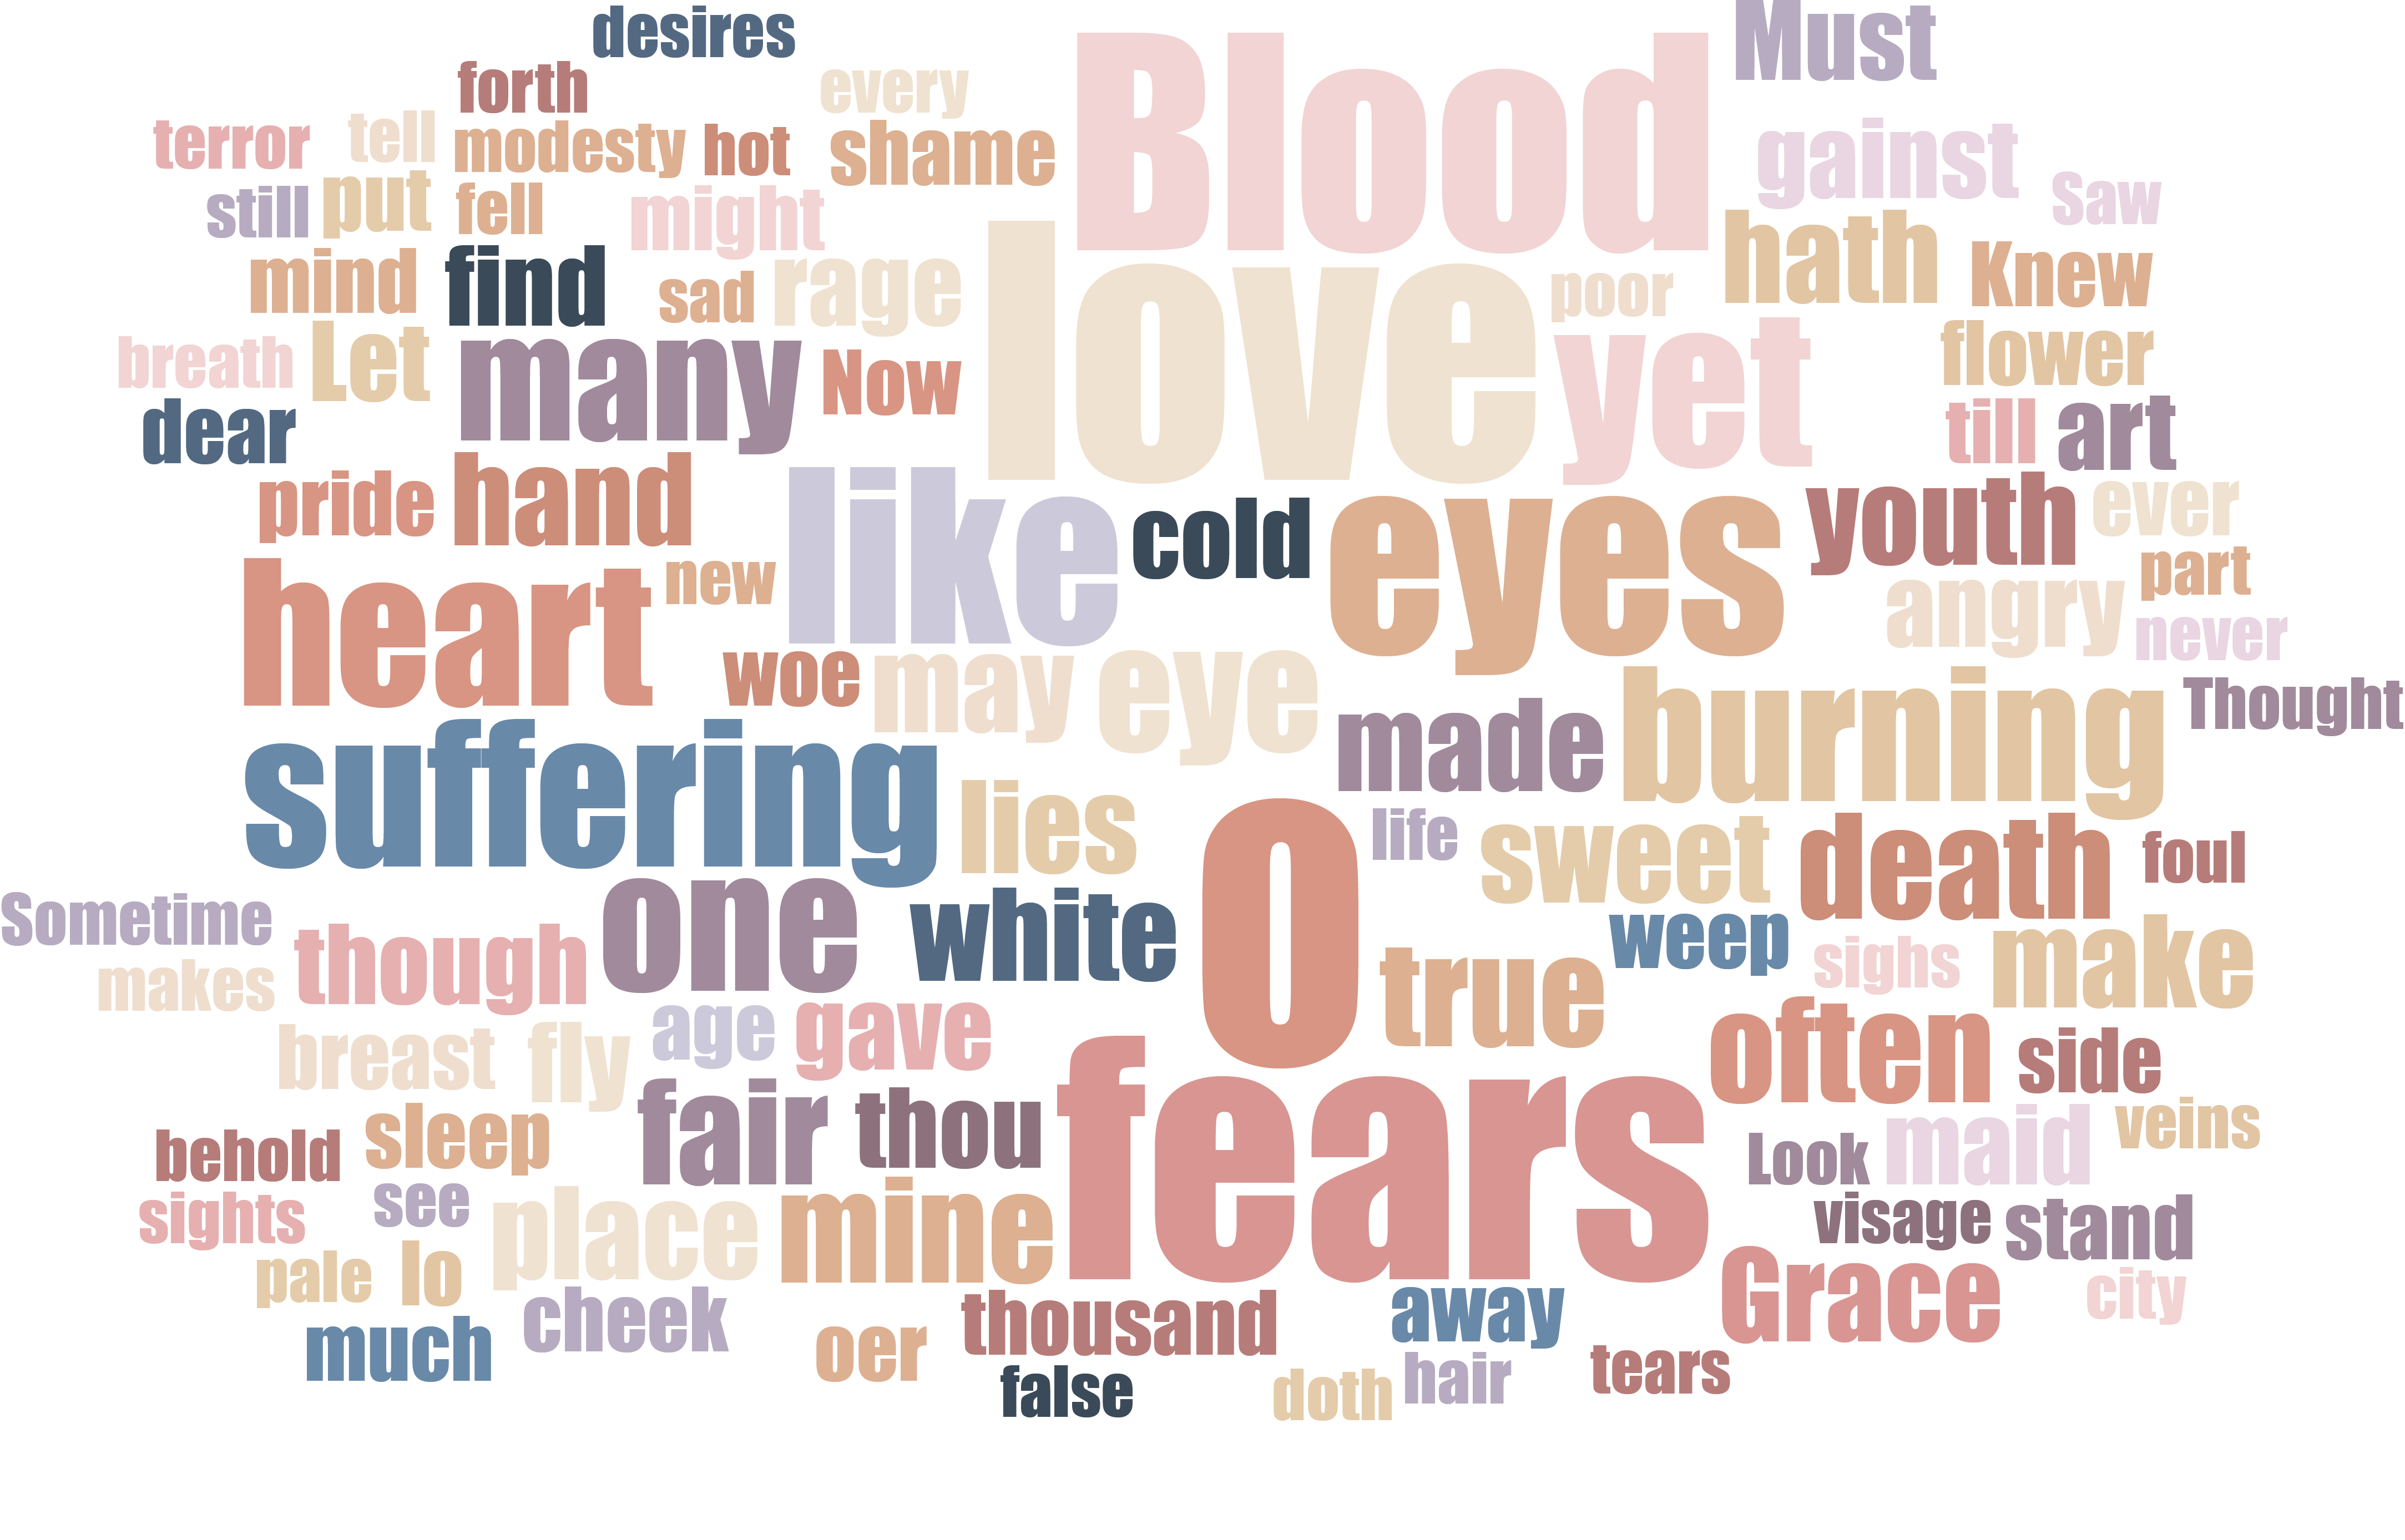 desires
Must
Blood
forth
every
terror
tell
modesty
hot
shame
gainst
still
put
fell
might
saw
love
hath
mind
find
sad
rage
poor
Knew
breath
Let
many
Now
yet
flower
dear
till
art
pride
hand
like
cold
eyes
youth
ever
heart
new
angry
part
never
woe
may
eye
made
burning
Thought
suffering
lies
life
sweet
death
foul
O
Sometime
though
one
white
true
weep
sighs
make
makes
breast
fly
age
gave
often
side
fears
behold
sleep
fair
thou
Look
maid
veins
sights
see
place
mine
visage
stand
pale
lo
Grace
city
much
cheek
oer
thousand
away
false
doth
hair
tears